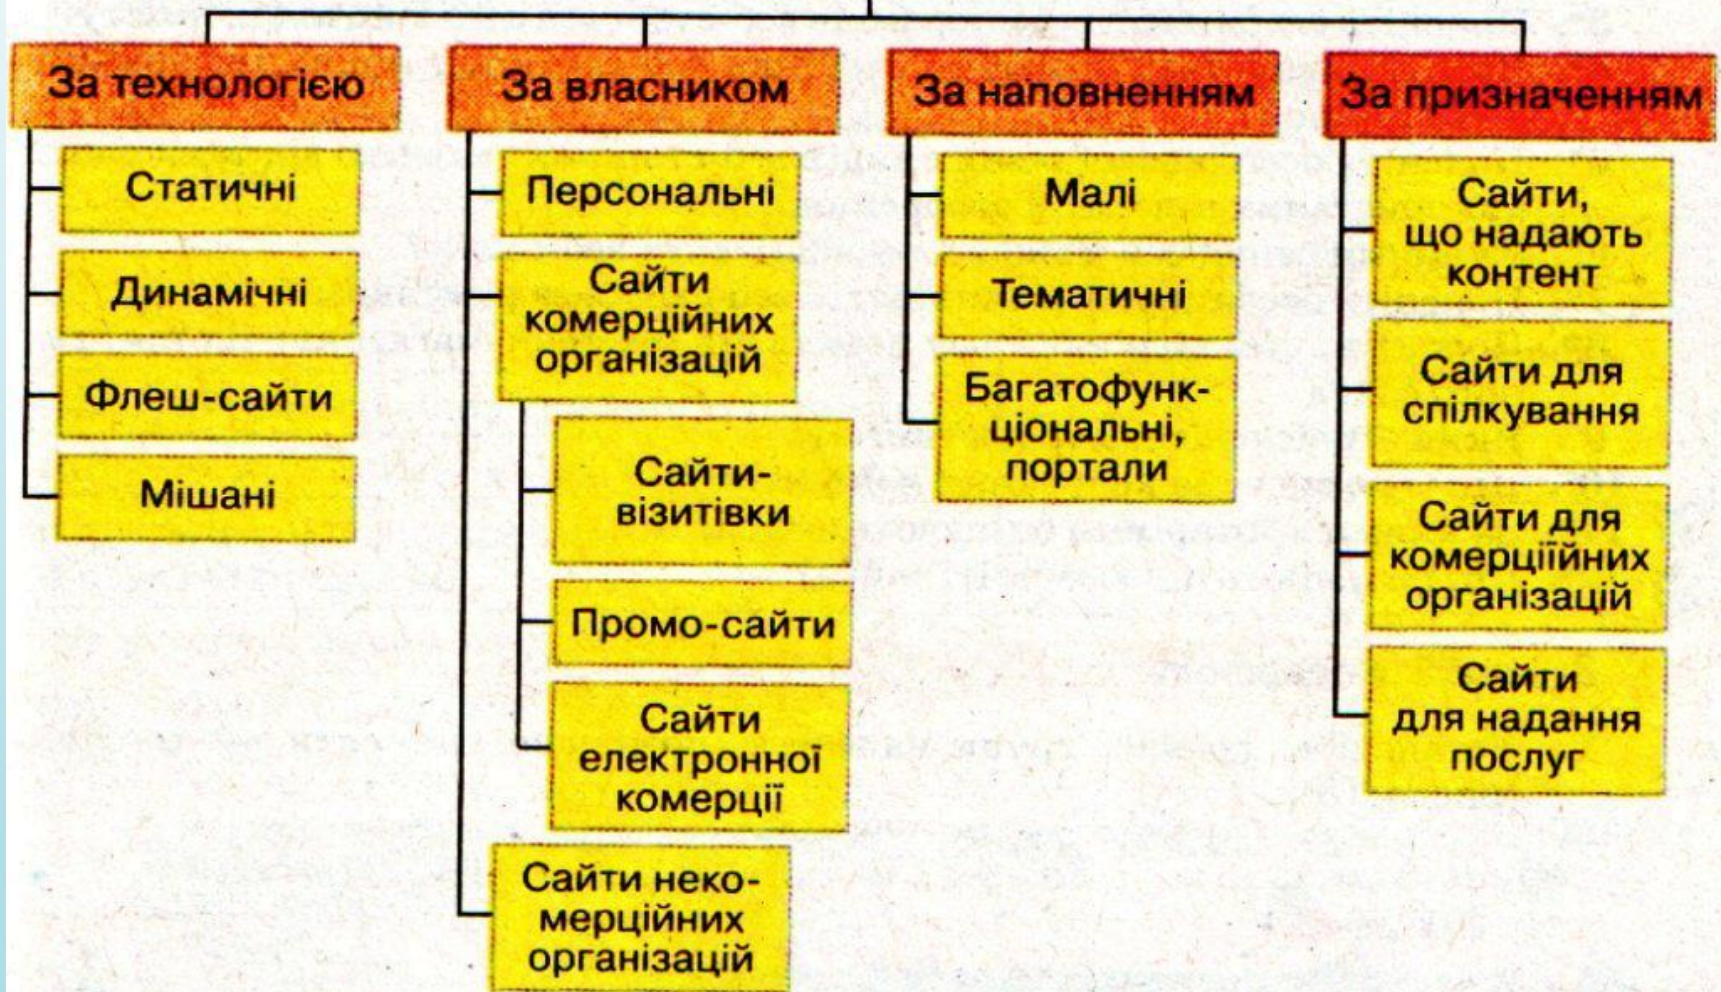 За технологією
Статичні
Динамічні
Флеш-сайти
Мішані
За власником
Персональні
Сайти
комерційних
організацій
Сайти-
візитівки
Промо-сайти
Сайти
електронної
комерції
Сайти неко-
мерційних
організацій
За наповненням
Малі
Тематичні
Багатофунк-
ціональні,
портали
За призначенням
Сайти,
що надають
контент
Сайти для
спілкування
Сайти для
комерціїйних
організацій
Сайти
для надання
послуг